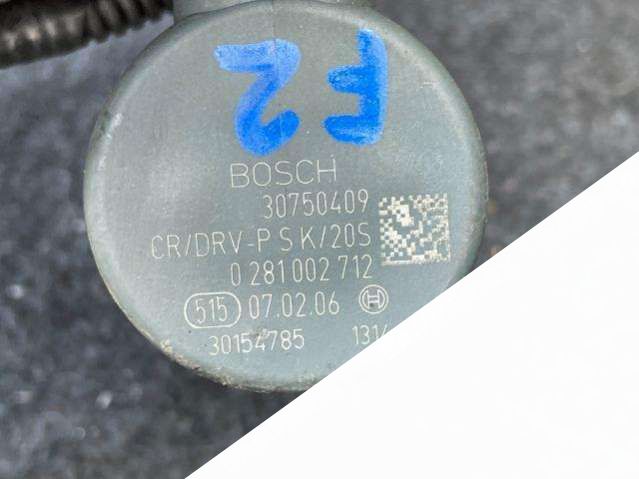 F2
BOSCH
30750409
CR/DRV-P S K/20S
0 281 002 712
515 07.02.06 H
30154785